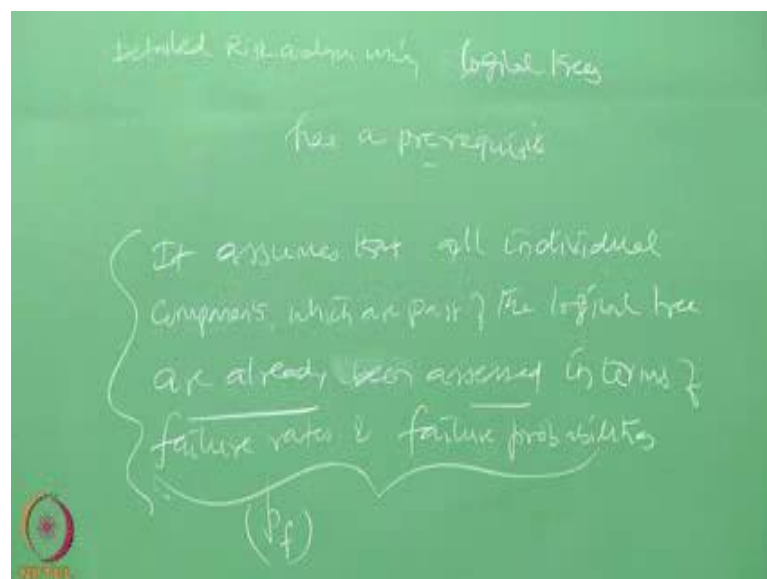 Detailed Risk analysis using logical trees
has a prerequisite
It assumes that all individual
components, which are part of the logical tree
are already been assessed in terms of
failure rates & failure probabilities
(Pf)